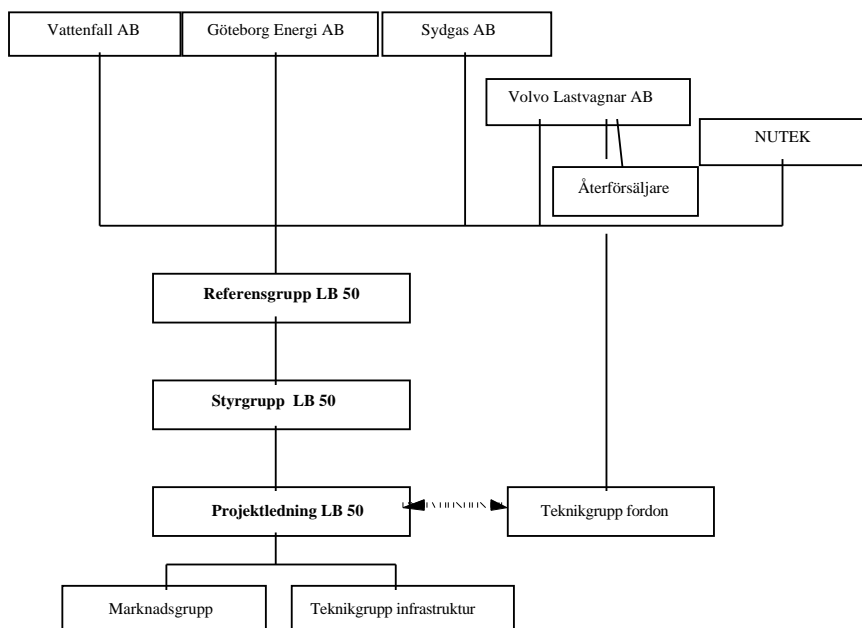 Vattenfall AB
Göteborg Energi AB
Sydgas AB
Volvo Lastvagnar AB
NUTEK
Återförsäljare
Referensgrupp LB 50
Styrgrupp LB 50
Projektledning LB 50
Teknikgrupp fordon
Marknadsgrupp
Teknikgrupp infrastruktur